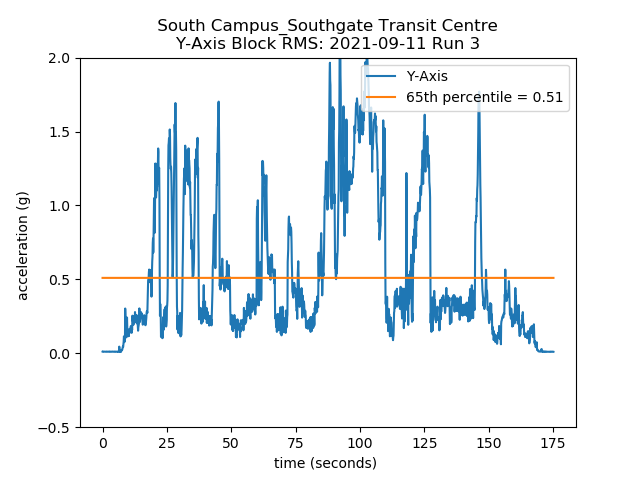 South Campus_Southgate Transit Centre
Y-Axis Block RMS: 2021-09-11 Run 3
Y-Axis
65th percentile = 0.51
2.0
1.5
1.0
0.5
0.0
−0.5
acceleration (g)
0 25 50 75 100 125 150 175
time (seconds)